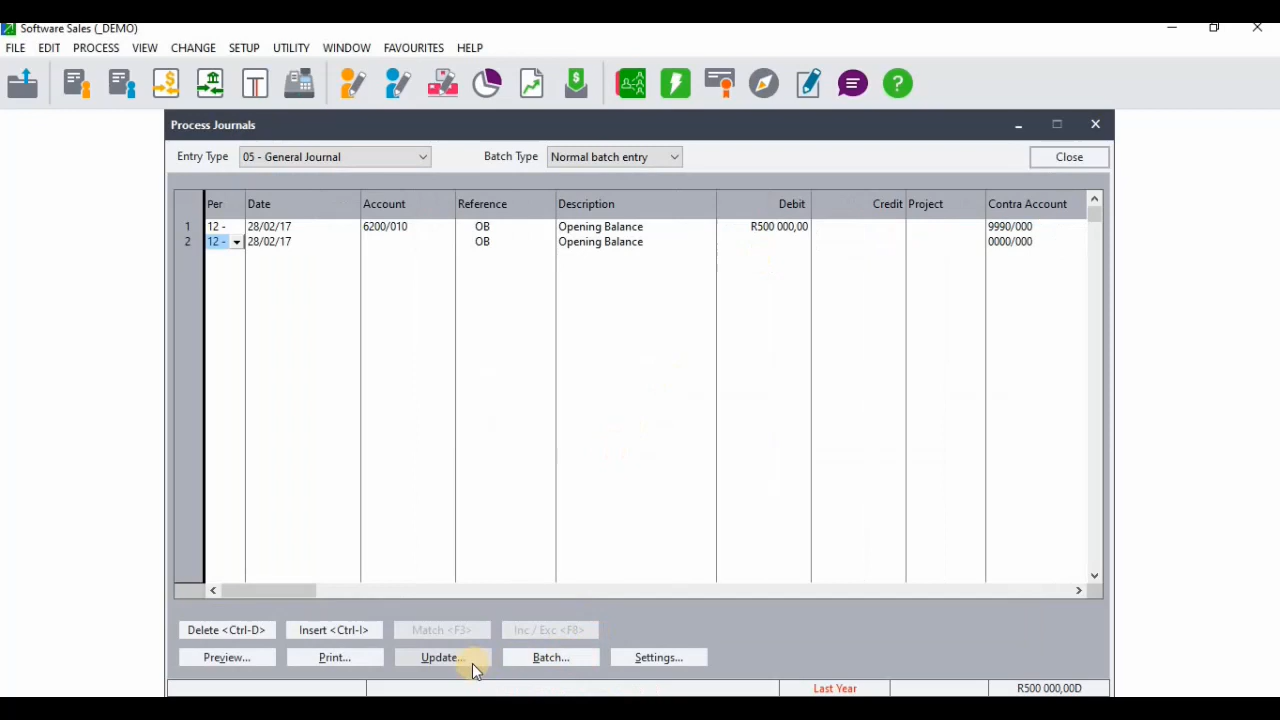 Software Sales (_DEMO)
FILE EDIT PROCESS VIEW CHANGE SETUP UTILITY WINDOW FAVOURITES HELP
Process Journals
Entry Type 05 - General Journal Batch Type Normal batch entry Close
Per Date Account Reference Description Debit Credit Project Contra Account
1 12 - 28/02/17 6200/010 OB Opening Balance R500 000,00 9990/000
2 12 - 28/02/17 OB Opening Balance 0000/000
Delete <Ctrl-D> Insert <Ctrl-I> Match <F3> Inc / Exc <F8>
Preview... Print... Update... Batch... Settings...
Last Year R500 000,00D